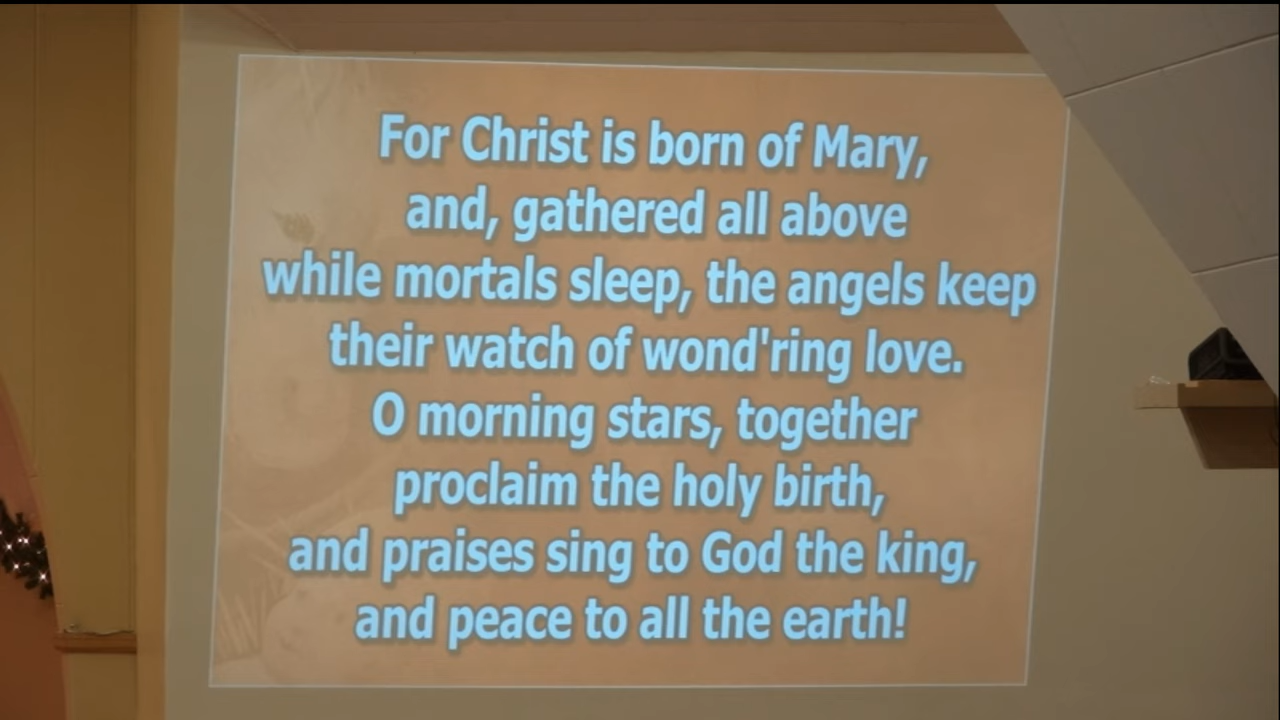 For Christ is born of Mary,
and, gathered all above
while mortals sleep, the angels keep
their watch of wond'ring love.
O morning stars, together
proclaim the holy birth,
and praises sing to God the king,
and peace to all the earth!